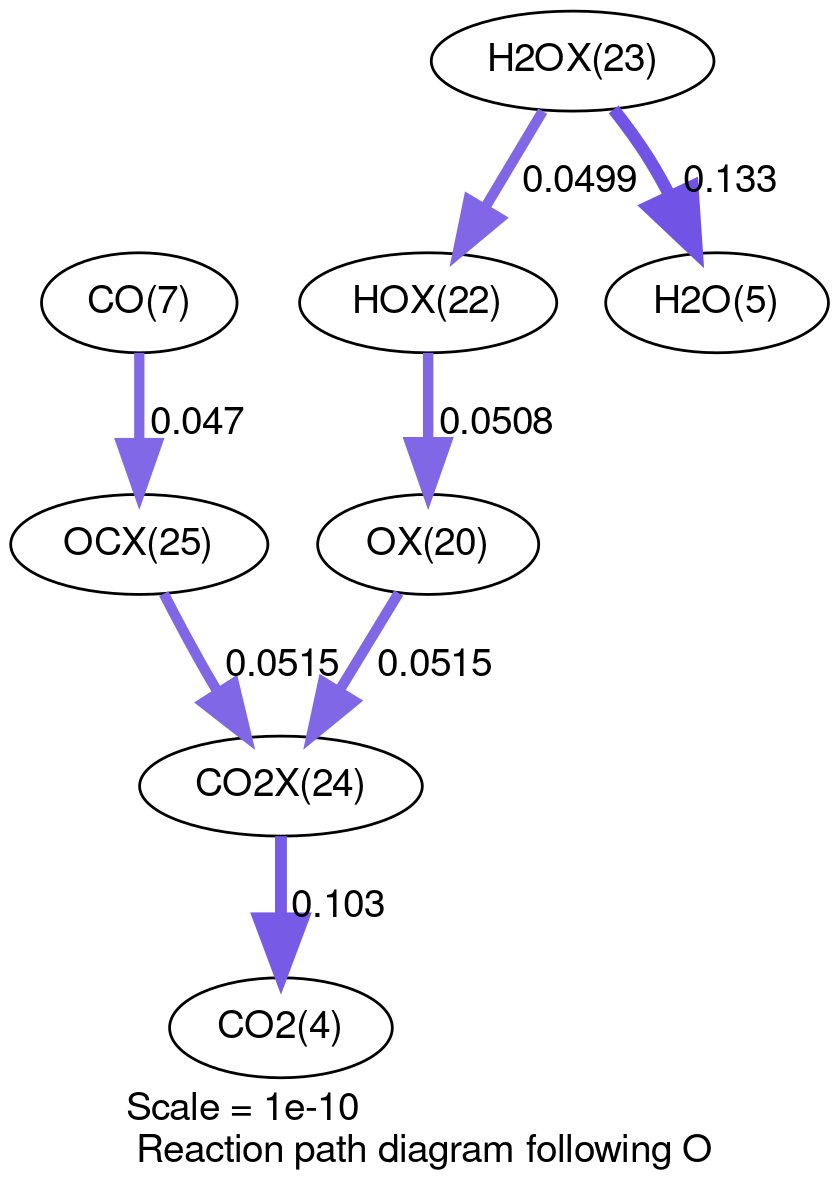 H2OX(23)
0.0499
0.133
CO(7)
HOX(22)
H2O(5)
0.047
0.0508
OCX(25)
OX(20)
0.0515
0.0515
CO2X(24)
0.103
CO2(4)
Scale = 1e-10
Reaction path diagram following O